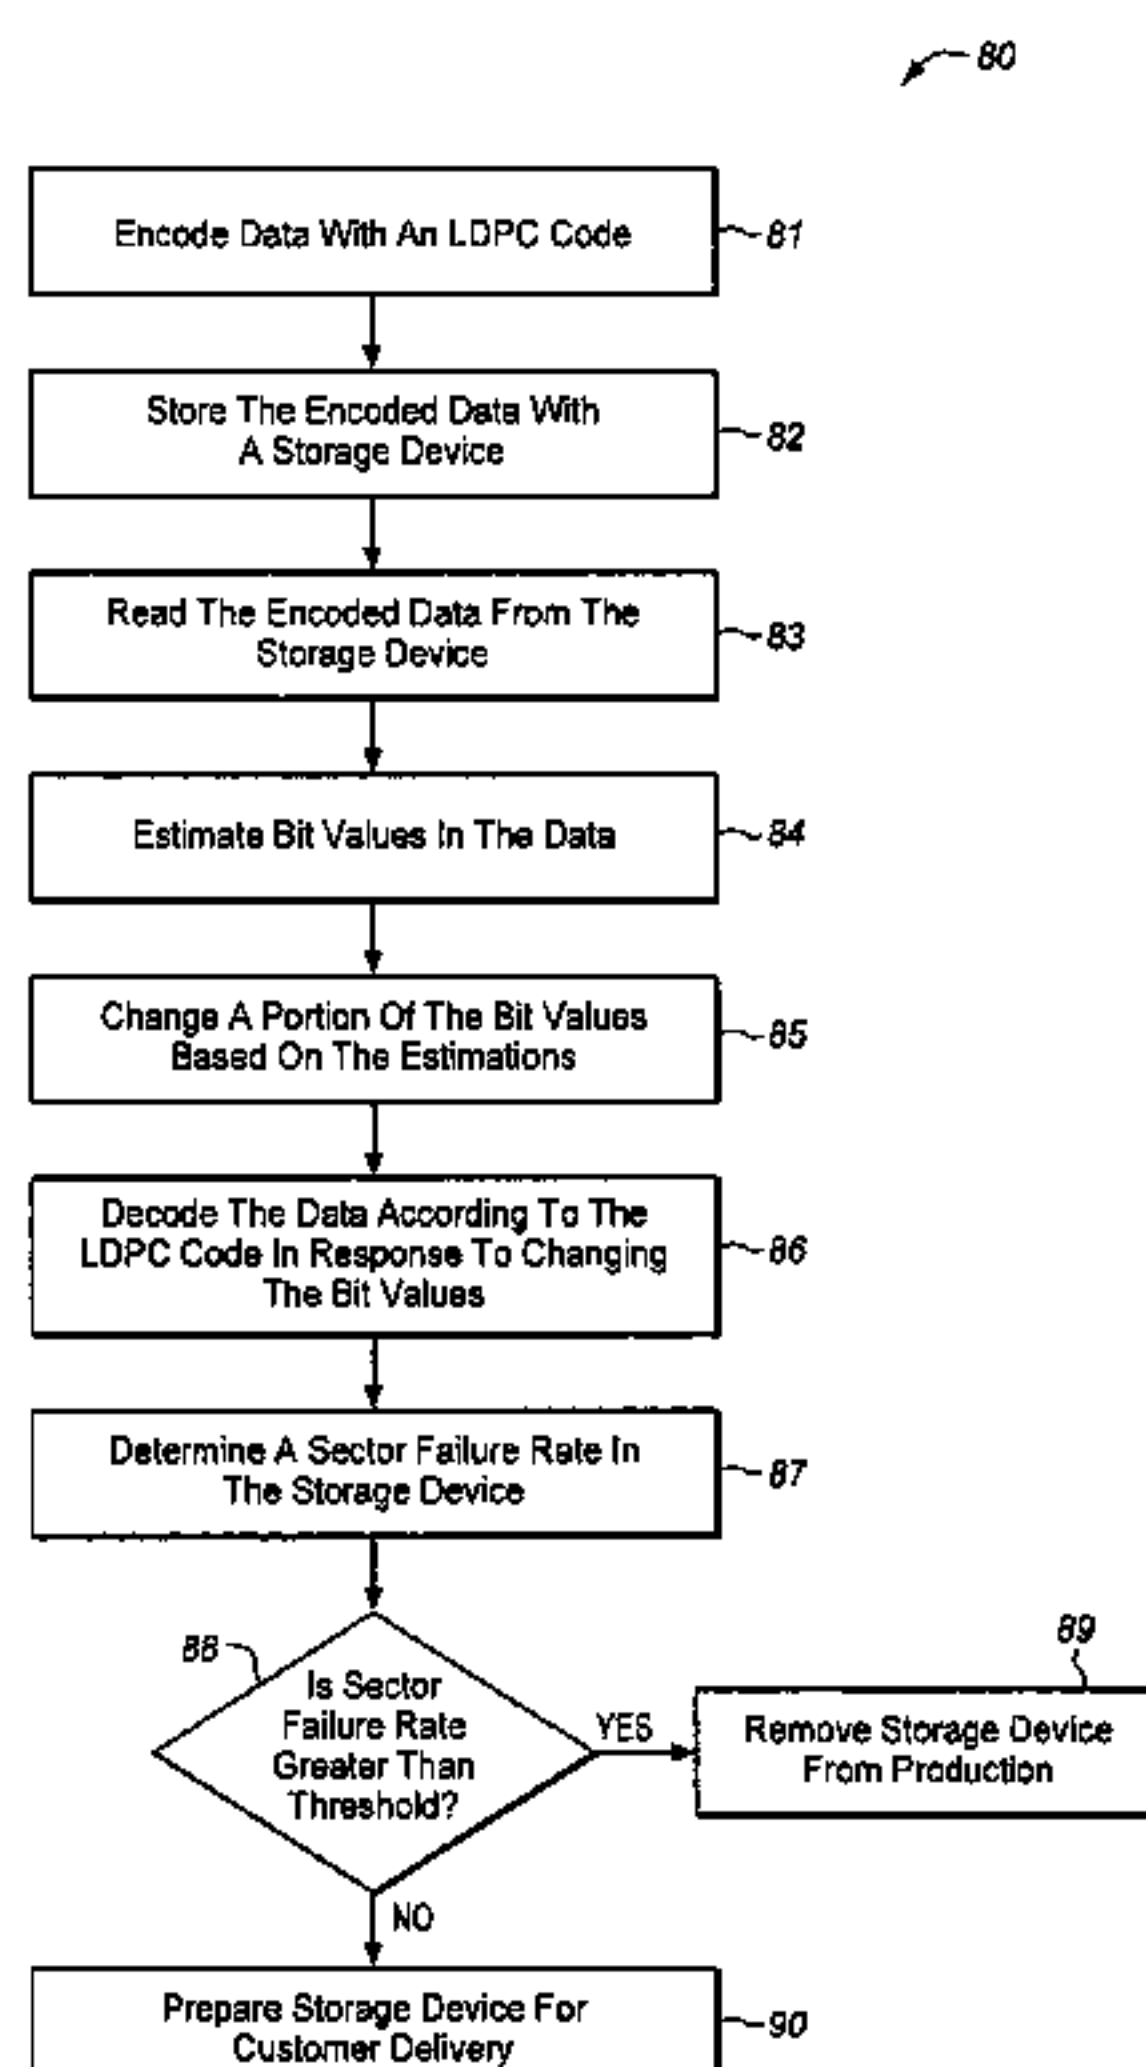 80
Encode Data With An LDPC Code
81
Store The Encoded Data With
A Storage Device
82
Read The Encoded Data From The
Storage Device
83
Estimate Bit Values In The Data
84
Change A Portion Of The Bit Values
Based On The Estimations
85
Decode The Data According To The
LDPC Code In Response To Changing
The Bit Values
86
Determine A Sector Failure Rate In
The Storage Device
87
88
Is Sector
Failure Rate
Greater Than
Threshold?
YES
89
Remove Storage Device
From Production
NO
Prepare Storage Device For
Customer Delivery
90